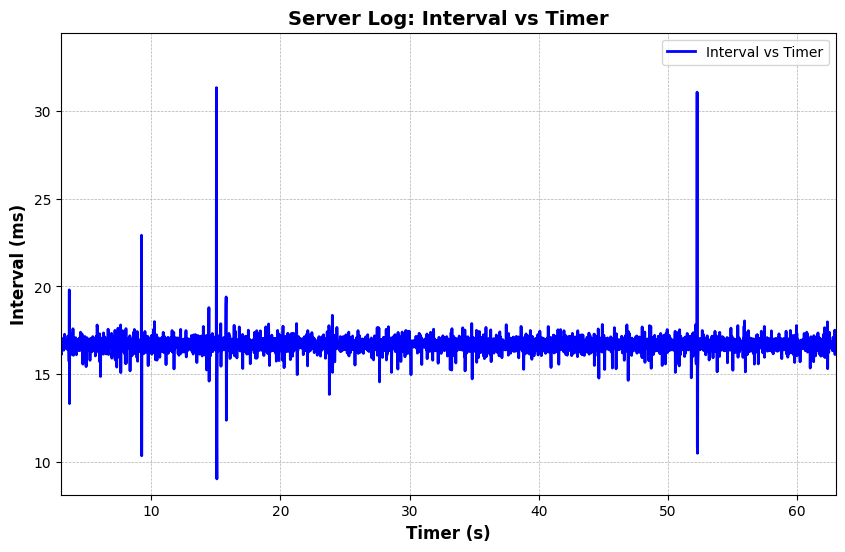 Server Log: Interval vs Timer
Interval vs Timer
Interval (ms)
30
25
20
15
10
10 20 30 40 50 60
Timer (s)